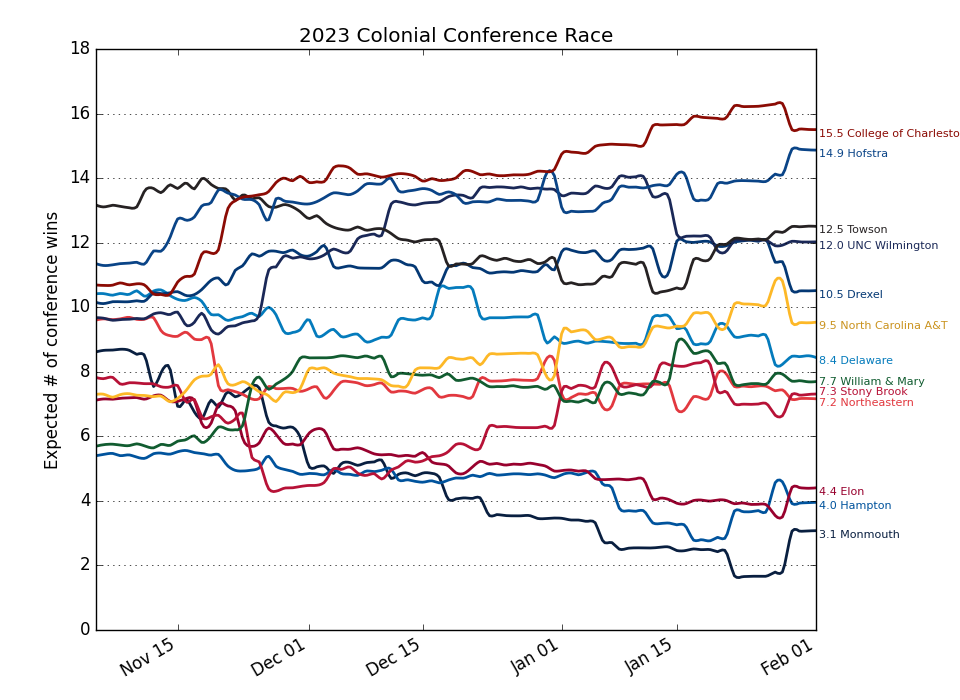 2023 Colonial Conference Race
Expected # of conference wins
18
16
14
12
10
8
6
4
2
0
Nov 15
Dec 01
Dec 15
Jan 01
Jan 15
Feb 01
15.5 College of Charlesto
14.9 Hofstra
12.5 Towson
12.0 UNC Wilmington
10.5 Drexel
9.5 North Carolina A&T
8.4 Delaware
7.7 William & Mary
7.3 Stony Brook
7.2 Northeastern
4.4 Elon
4.0 Hampton
3.1 Monmouth